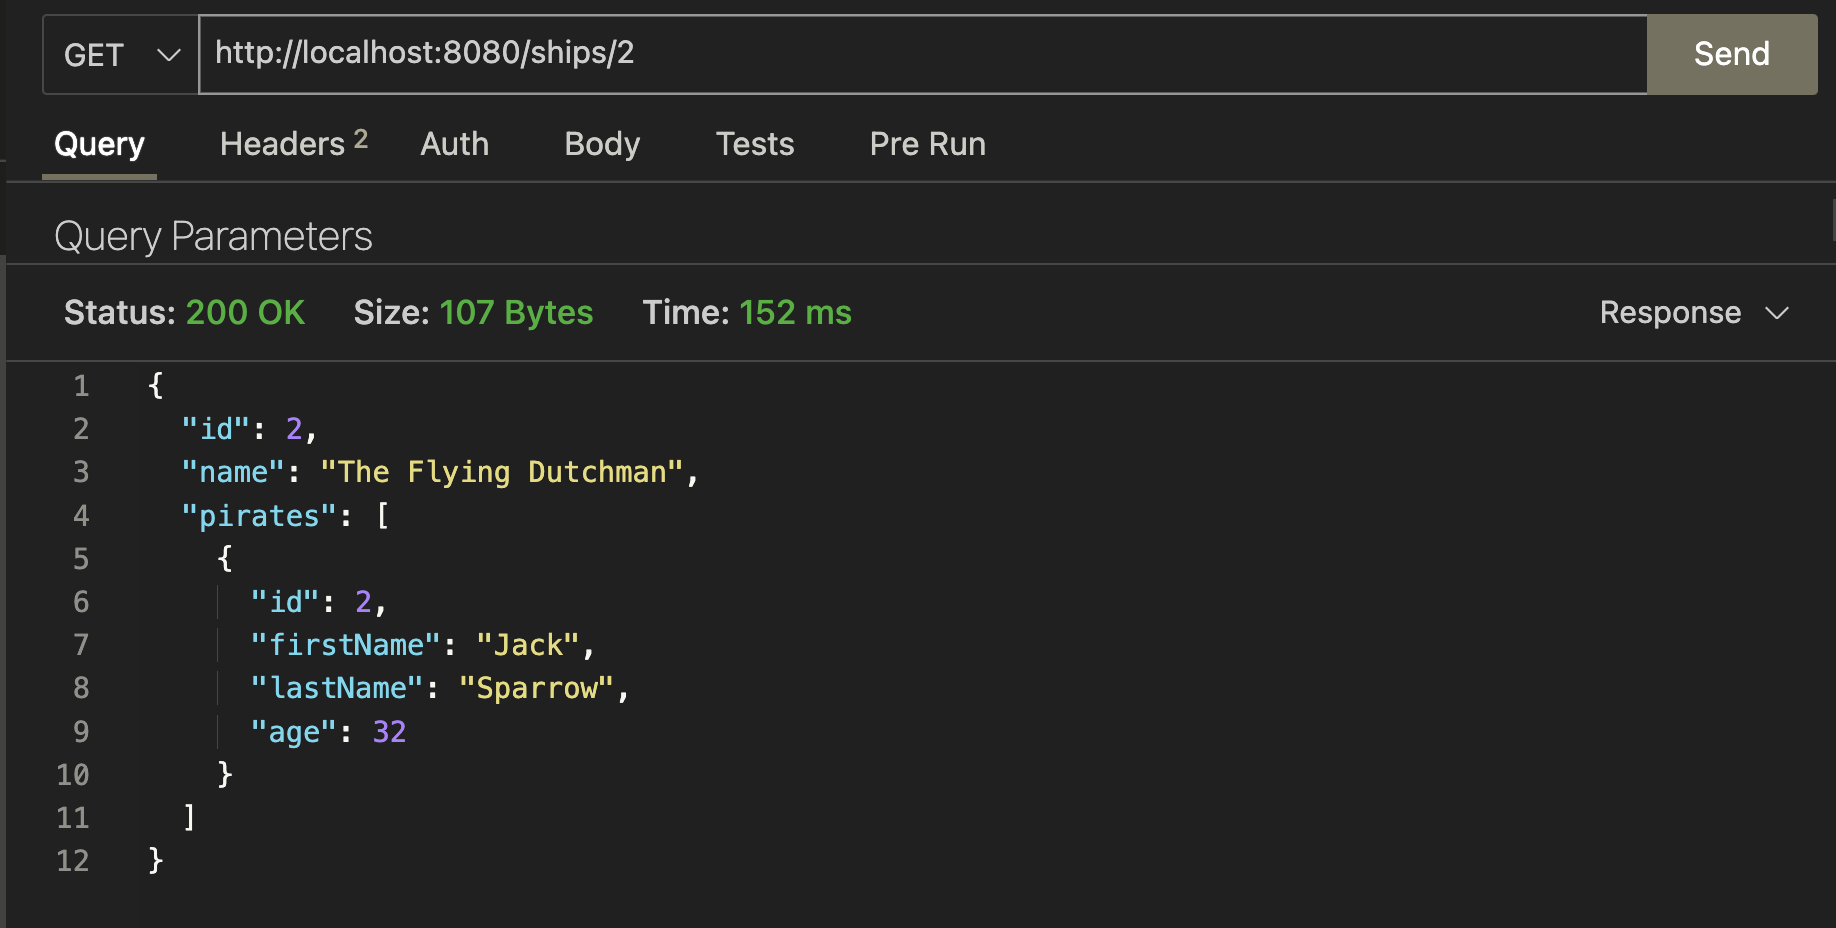 GET http://localhost:8080/ships/2 Send
Query Headers 2 Auth Body Tests Pre Run
Query Parameters
Status: 200 OK Size: 107 Bytes Time: 152 ms Response
1 {
2 "id": 2,
3 "name": "The Flying Dutchman",
4 "pirates": [
5 {
6 "id": 2,
7 "firstName": "Jack",
8 "lastName": "Sparrow",
9 "age": 32
10 }
11 ]
12 }